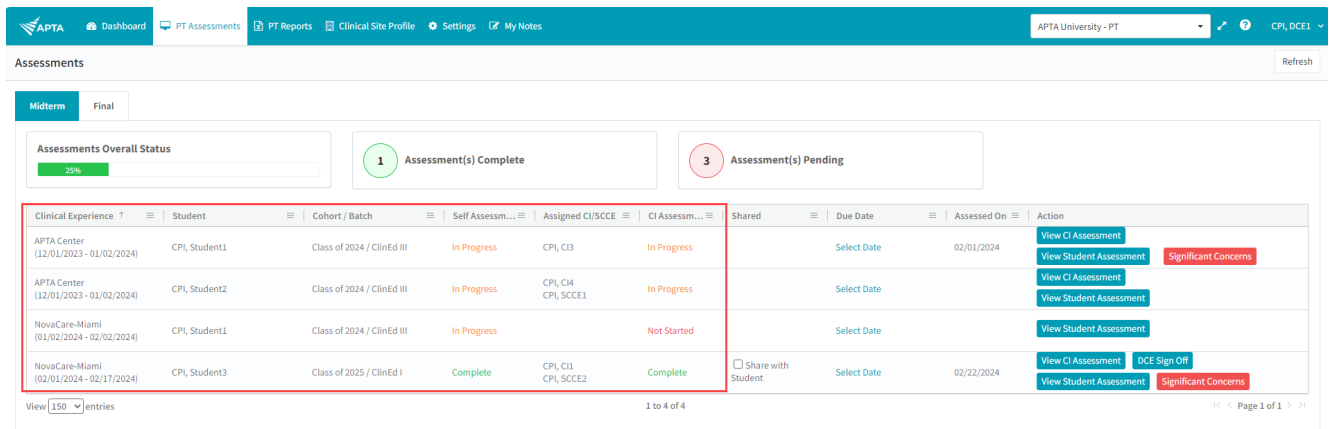 APTA Dashboard PT Assessments PT Reports Clinical Site Profile Settings My Notes APTA University - PT CPI, DCE1
Assessments Refresh
Midterm Final
Assessments Overall Status
25%
1 Assessment(s) Complete
3 Assessment(s) Pending
Clinical Experience Student Cohort / Batch Self Assessm... Assigned CI/SCCE CI Assessm... Shared Due Date Assessed On Action
APTA Center
(12/01/2023 - 01/02/2024)
CPI, Student1 Class of 2024 / ClinEd III In Progress CPI, CI3 In Progress Select Date 02/01/2024
View CI Assessment
View Student Assessment Significant Concerns
APTA Center
(12/01/2023 - 01/02/2024)
CPI, Student2 Class of 2024 / ClinEd III In Progress
CPI, CI4
CPI, SCCE1
In Progress Select Date
View CI Assessment
View Student Assessment
NovaCare-Miami
(01/02/2024 - 02/02/2024)
CPI, Student1 Class of 2024 / ClinEd III In Progress Not Started Select Date View Student Assessment
NovaCare-Miami
(02/01/2024 - 02/17/2024)
CPI, Student3 Class of 2025 / ClinEd I Complete
CPI, CI1
CPI, SCCE2
Complete
Share with
Student
Select Date 02/22/2024
View CI Assessment DCE Sign Off
View Student Assessment Significant Concerns
View 150 entries 1 to 4 of 4 Page 1 of 1